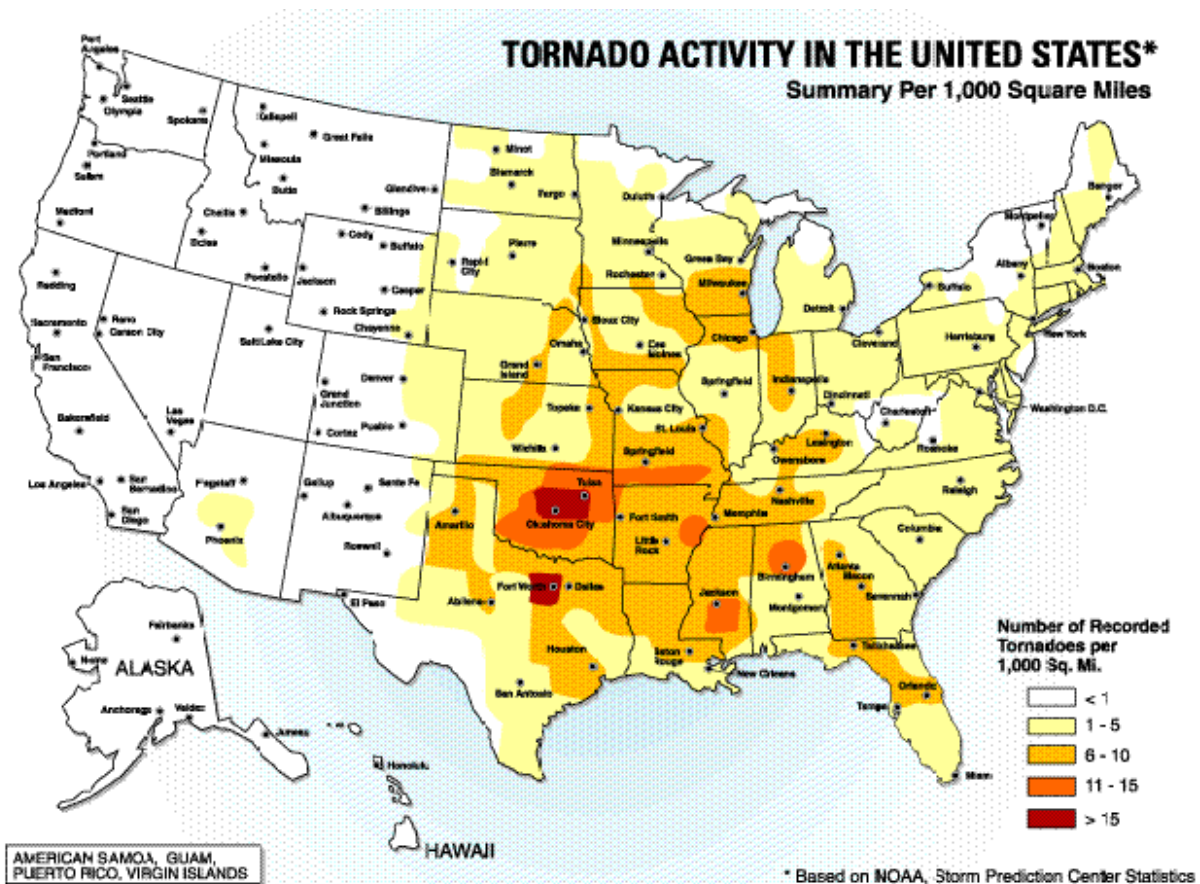 TORNADO ACTIVITY IN THE UNITED STATES*
Summary Per 1,000 Square Miles
Port
Angeles
Seattle
Olympia
Spokane
Portland
Salem
Medford
Kalispell
Great Falls
Missoula
Butte
Glendive
Billings
Challis
Boise
Pocatello
Cody
Buffalo
Jackson
Casper
Rock Springs
Cheyenne
Minot
Bismarck
Fargo
Pierre
Rapid
City
Duluth
Minneapolis
Rochester
Green Bay
Milwaukee
Detroit
Montpelier
Bangor
Albany
Boston
Buffalo
New York
Harrisburg
Cleveland
Redding
Reno
Carson City
Sacramento
San
Francisco
Salt Lake City
Las
Vegas
Bakersfield
Los Angeles
San
Bernadino
San
Diego
Denver
Grand
Junction
Pueblo
Cortez
Sioux City
Omaha
Grand
Island
Des
Moines
Chicago
Springfield
Indianapolis
Cincinnati
Charleston
Washington D.C.
Roanoke
Topeka
Kansas City
St. Louis
Wichita
Springfield
Lexington
Owensboro
Nashville
Raleigh
Flagstaff
Phoenix
Gallup
Santa Fe
Albuquerque
Roswell
El Paso
Amarillo
Tulsa
Oklahoma City
Fort Smith
Little
Rock
Memphis
Columbia
Atlanta
Macon
Savannah
Birmingham
Montgomery
Jackson
Fort Worth
Dallas
Abilene
Houston
San Antonio
Baton
Rouge
New Orleans
Tallahassee
Orlando
Tampa
Miami
Fairbanks
Nome
ALASKA
Anchorage
Valdez
Juneau
Honolulu
HAWAII
Number of Recorded
Tornadoes per
1,000 Sq. Mi.
< 1
1 - 5
6 - 10
11 - 15
> 15
AMERICAN SAMOA, GUAM,
PUERTO RICO, VIRGIN ISLANDS
* Based on NOAA, Storm Prediction Center Statistics